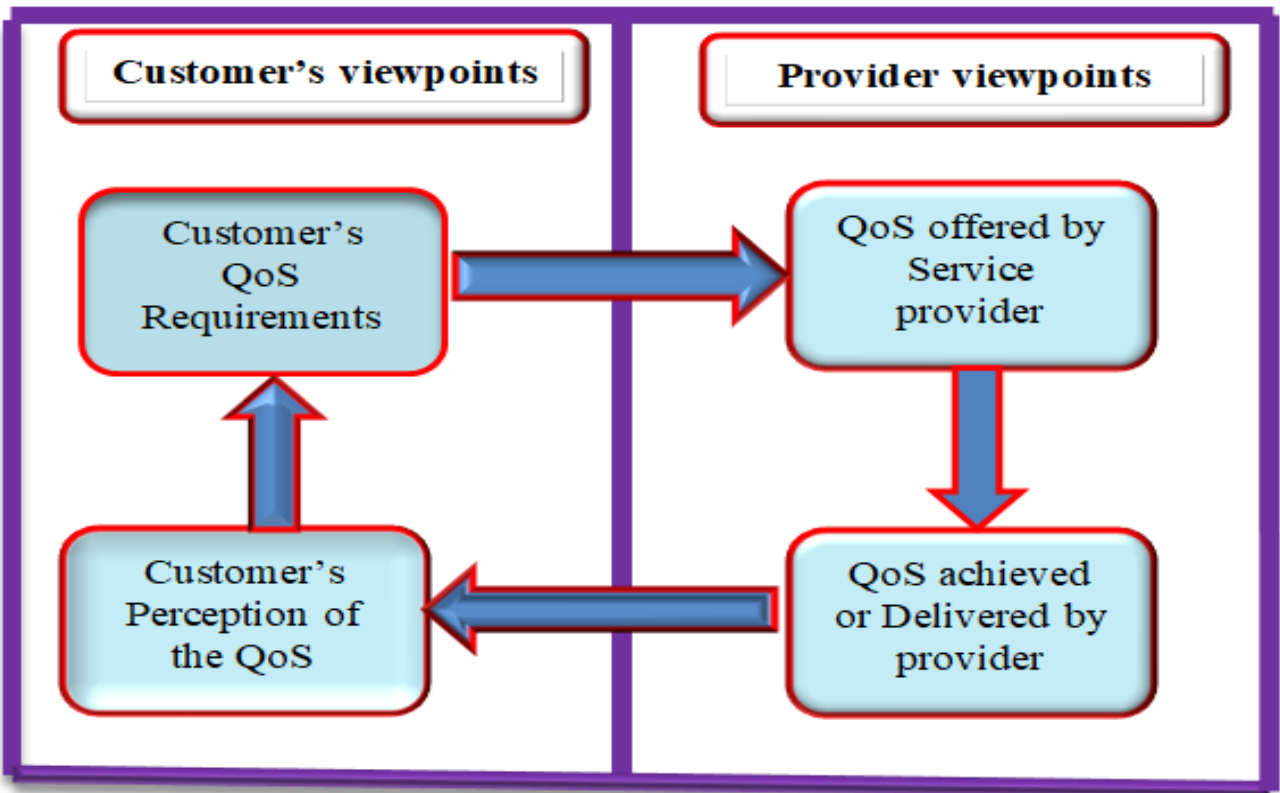 Customer’s viewpoints
Provider viewpoints
Customer’s
QoS
Requirements
QoS offered by
Service
provider
Customer’s
Perception of
the QoS
QoS achieved
or Delivered by
provider